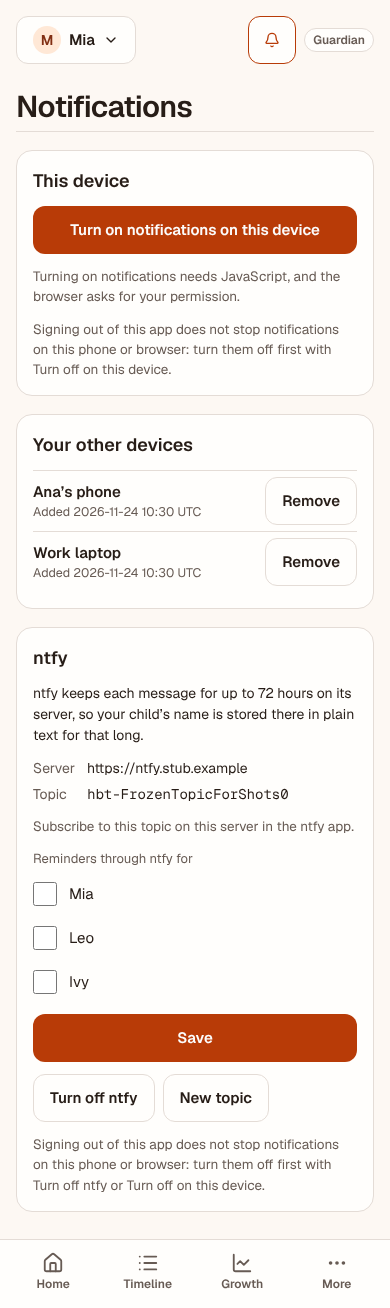 M Mia
Guardian
Notifications
This device
Turn on notifications on this device
Turning on notifications needs JavaScript, and the
browser asks for your permission.
Signing out of this app does not stop notifications
on this phone or browser: turn them off first with
Turn off on this device.
Your other devices
Ana’s phone
Added 2026-11-24 10:30 UTC
Remove
Work laptop
Added 2026-11-24 10:30 UTC
Remove
ntfy
ntfy keeps each message for up to 72 hours on its
server, so your child’s name is stored there in plain
text for that long.
Server https://ntfy.stub.example
Topic hbt-FrozenTopicForShots0
Subscribe to this topic on this server in the ntfy app.
Reminders through ntfy for
Mia
Leo
Ivy
Save
Turn off ntfy New topic
Signing out of this app does not stop notifications
on this phone or browser: turn them off first with
Turn off ntfy or Turn off on this device.
Home Timeline Growth More